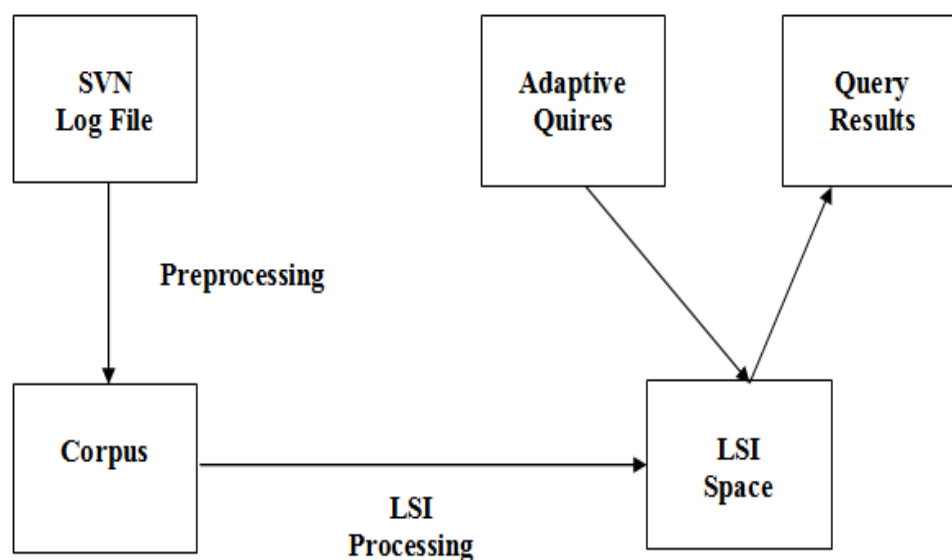 SVN
Log File
Adaptive
Quires
Query
Results
Preprocessing
Corpus
LSI
Processing
LSI
Space